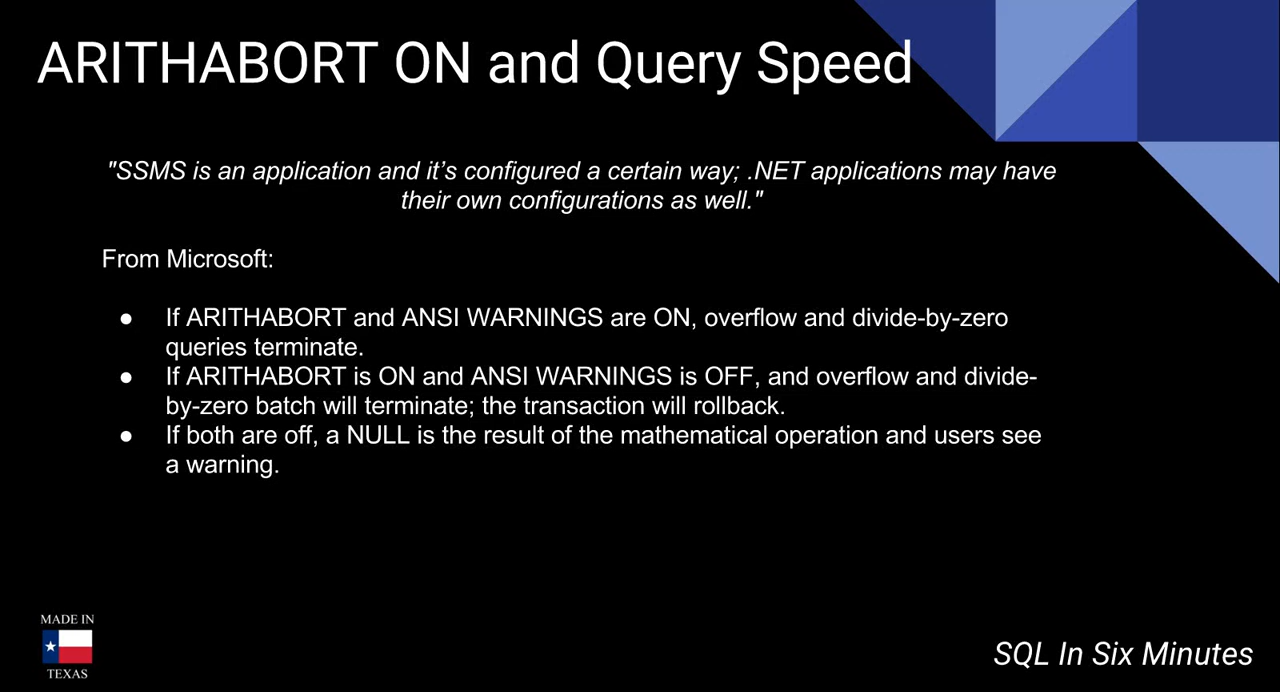 ARITHABORT ON and Query Speed
"SSMS is an application and it’s configured a certain way; .NET applications may have
their own configurations as well."
From Microsoft:
● If ARITHABORT and ANSI WARNINGS are ON, overflow and divide-by-zero
queries terminate.
● If ARITHABORT is ON and ANSI WARNINGS is OFF, and overflow and divide-
by-zero batch will terminate; the transaction will rollback.
● If both are off, a NULL is the result of the mathematical operation and users see
a warning.
MADE IN
TEXAS
SQL In Six Minutes